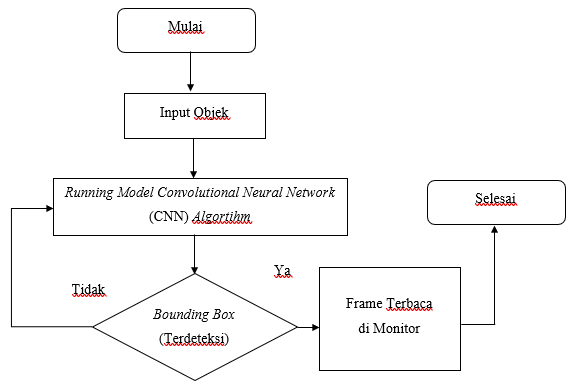 Mulai
Input Objek
Running Model Convolutional Neural Network
(CNN) Algortihm
Ya
Tidak
Bounding Box
(Terdeteksi)
Frame Terbaca
di Monitor
Selesai